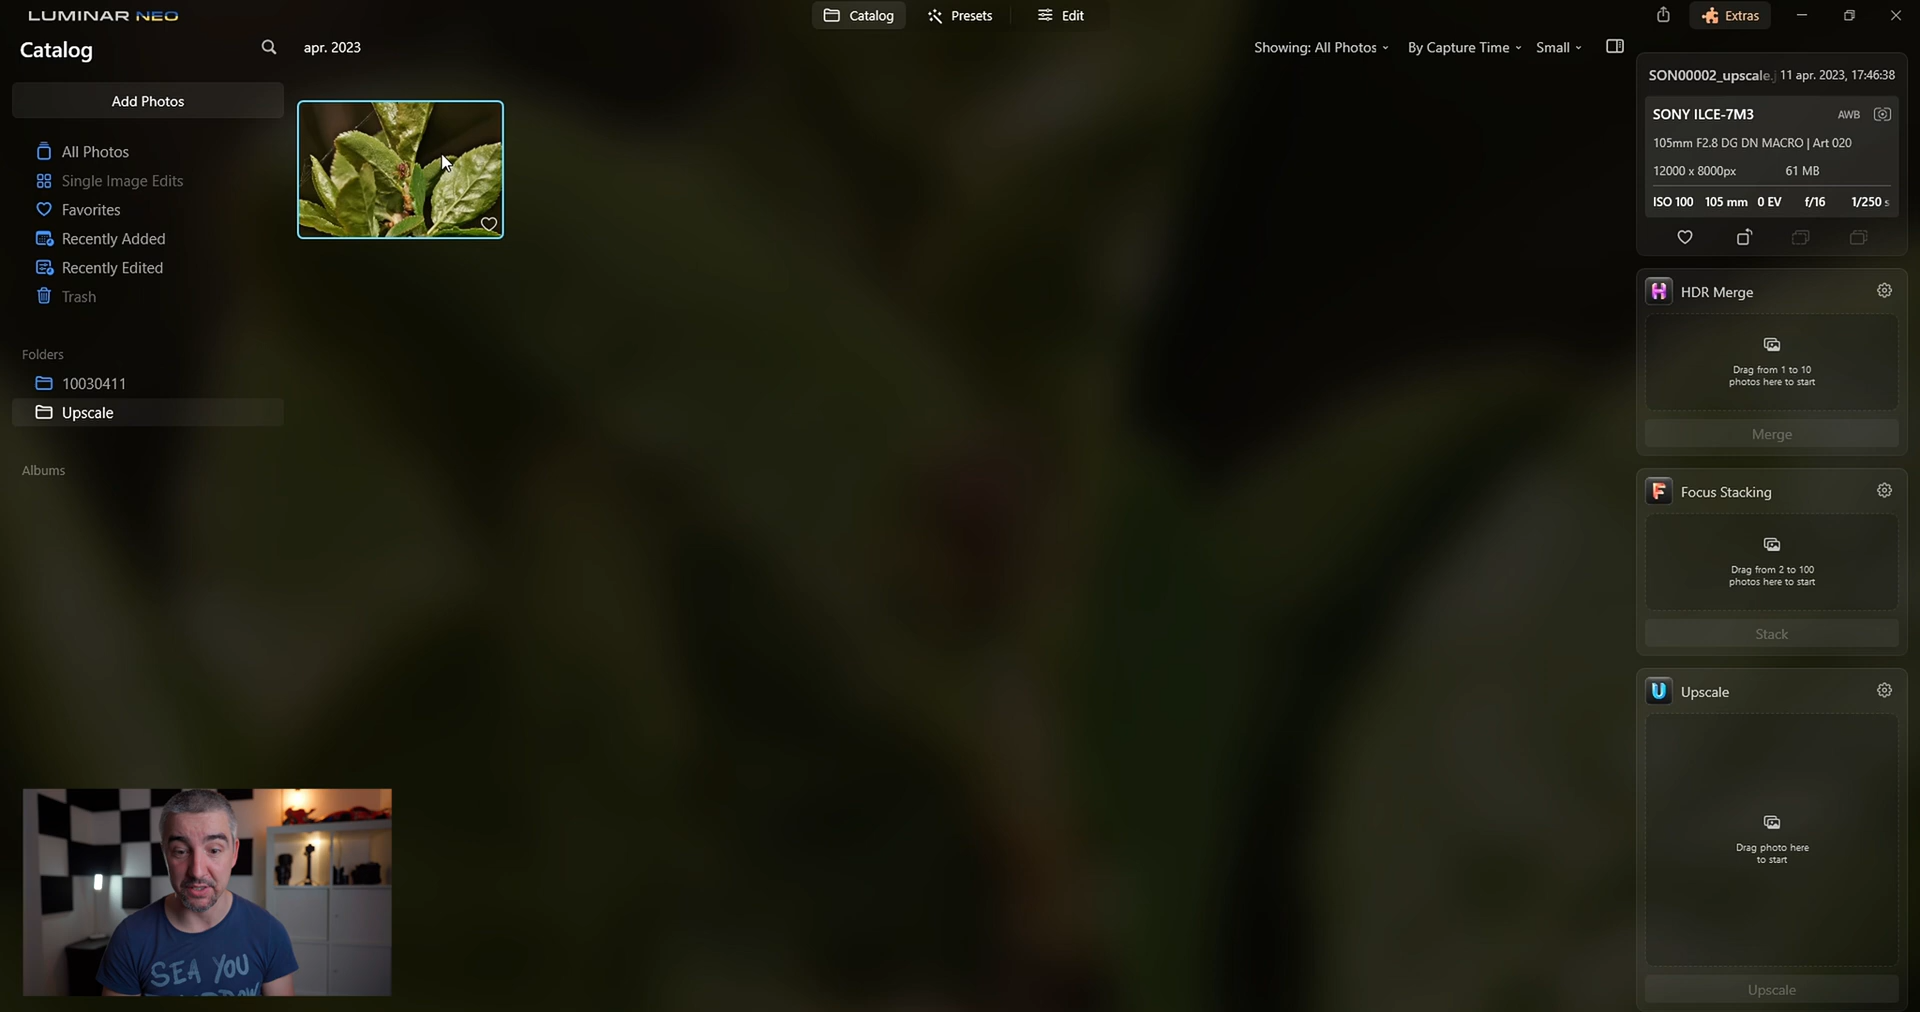 LUMINAR NEO
Catalog
Presets
Edit
Extras
Catalog
apr. 2023
Showing: All Photos
By Capture Time
Small
Add Photos
All Photos
Single Image Edits
Favorites
Recently Added
Recently Edited
Trash
Folders
10030411
Upscale
Albums
SON00002_upscale.j 11 apr. 2023, 17:46:38
SONY ILCE-7M3 AWB
105mm F2.8 DG DN MACRO | Art 020
12000 x 8000px 61 MB
ISO 100 105 mm 0 EV f/16 1/250 s
HDR Merge
Drag from 1 to 10
photos here to start
Merge
Focus Stacking
Drag from 2 to 100
photos here to start
Stack
Upscale
Drag photo here
to start
Upscale
SEA YOU